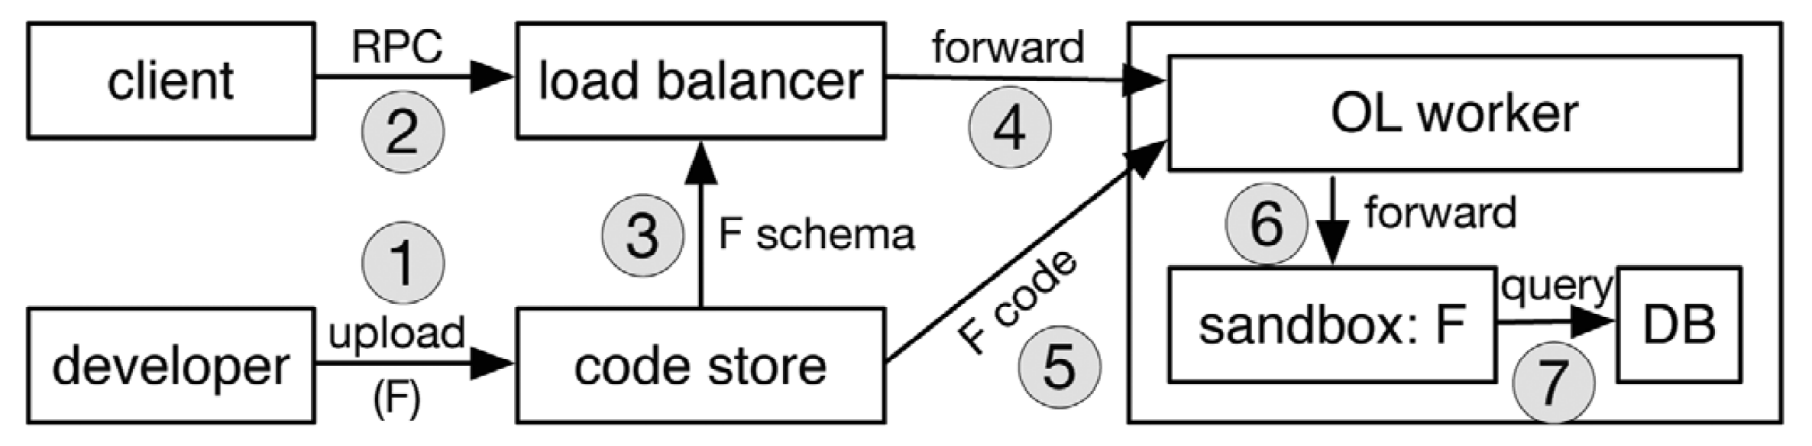 client
RPC
2
load balancer
forward
4
OL worker
3
F schema
6
forward
1
developer
upload
(F)
code store
F code
5
sandbox: F
query
7
DB